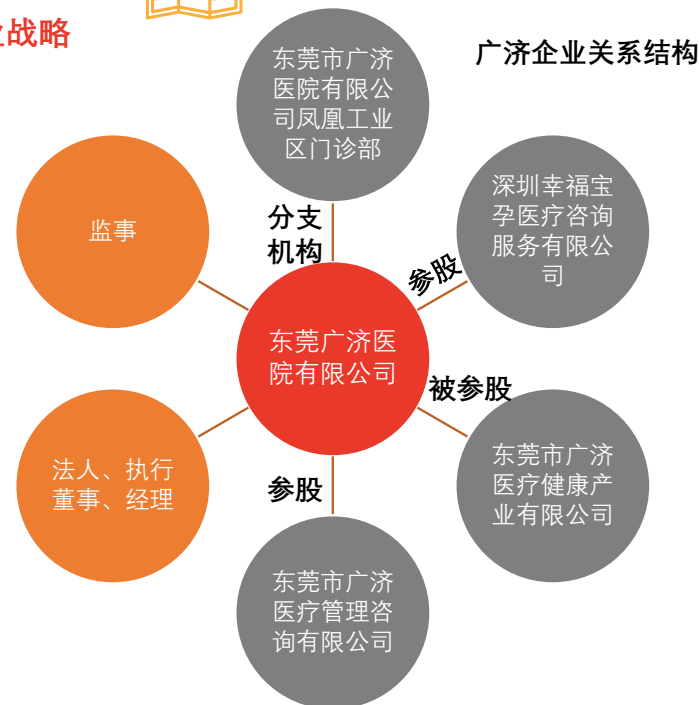 业战略
广济企业关系结构
东莞市广济
医院有限公
司凤凰工业
区门诊部
深圳幸福宝
孕医疗咨询
服务有限公
司
监事
分支
机构
参股
东莞广济医
院有限公司
被参股
法人、执行
董事、经理
参股
东莞市广济
医疗健康产
业有限公司
东莞市广济
医疗管理咨
询有限公司